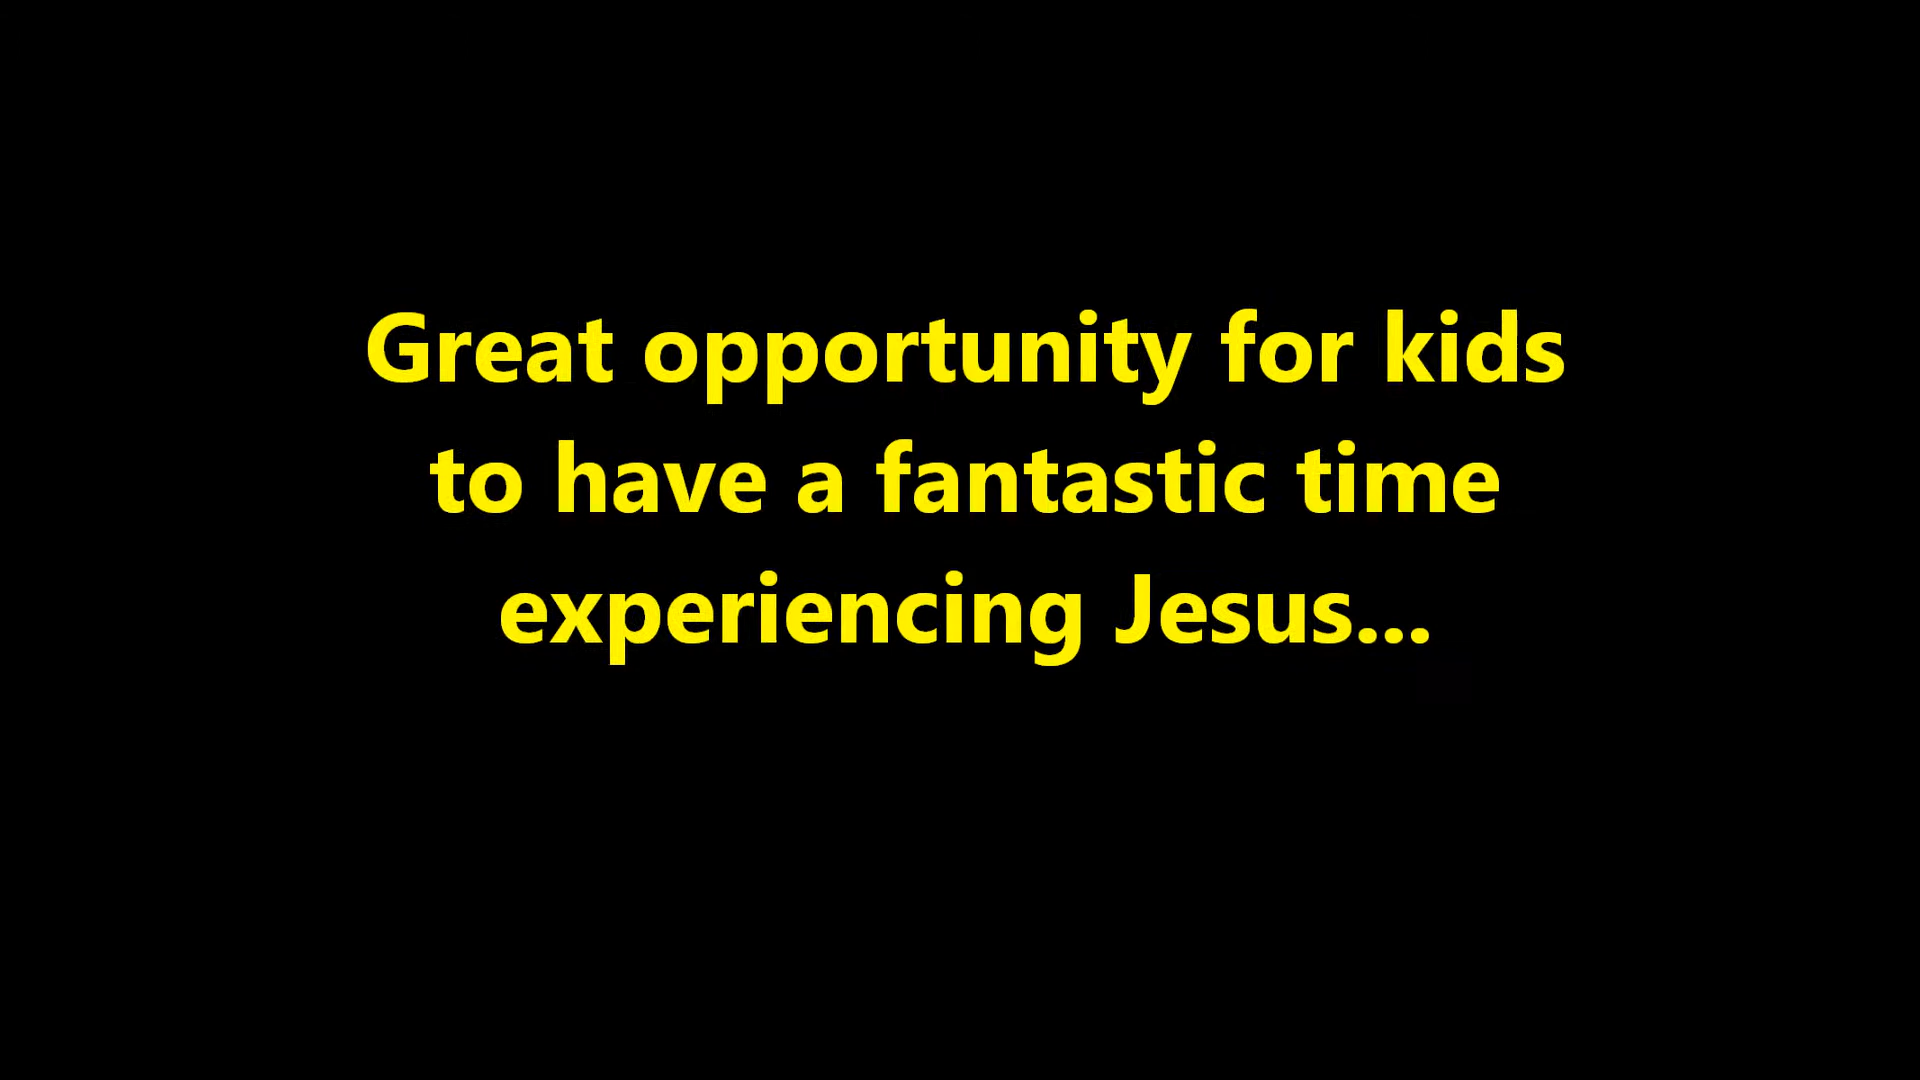 Great opportunity for kids
to have a fantastic time
experiencing Jesus...